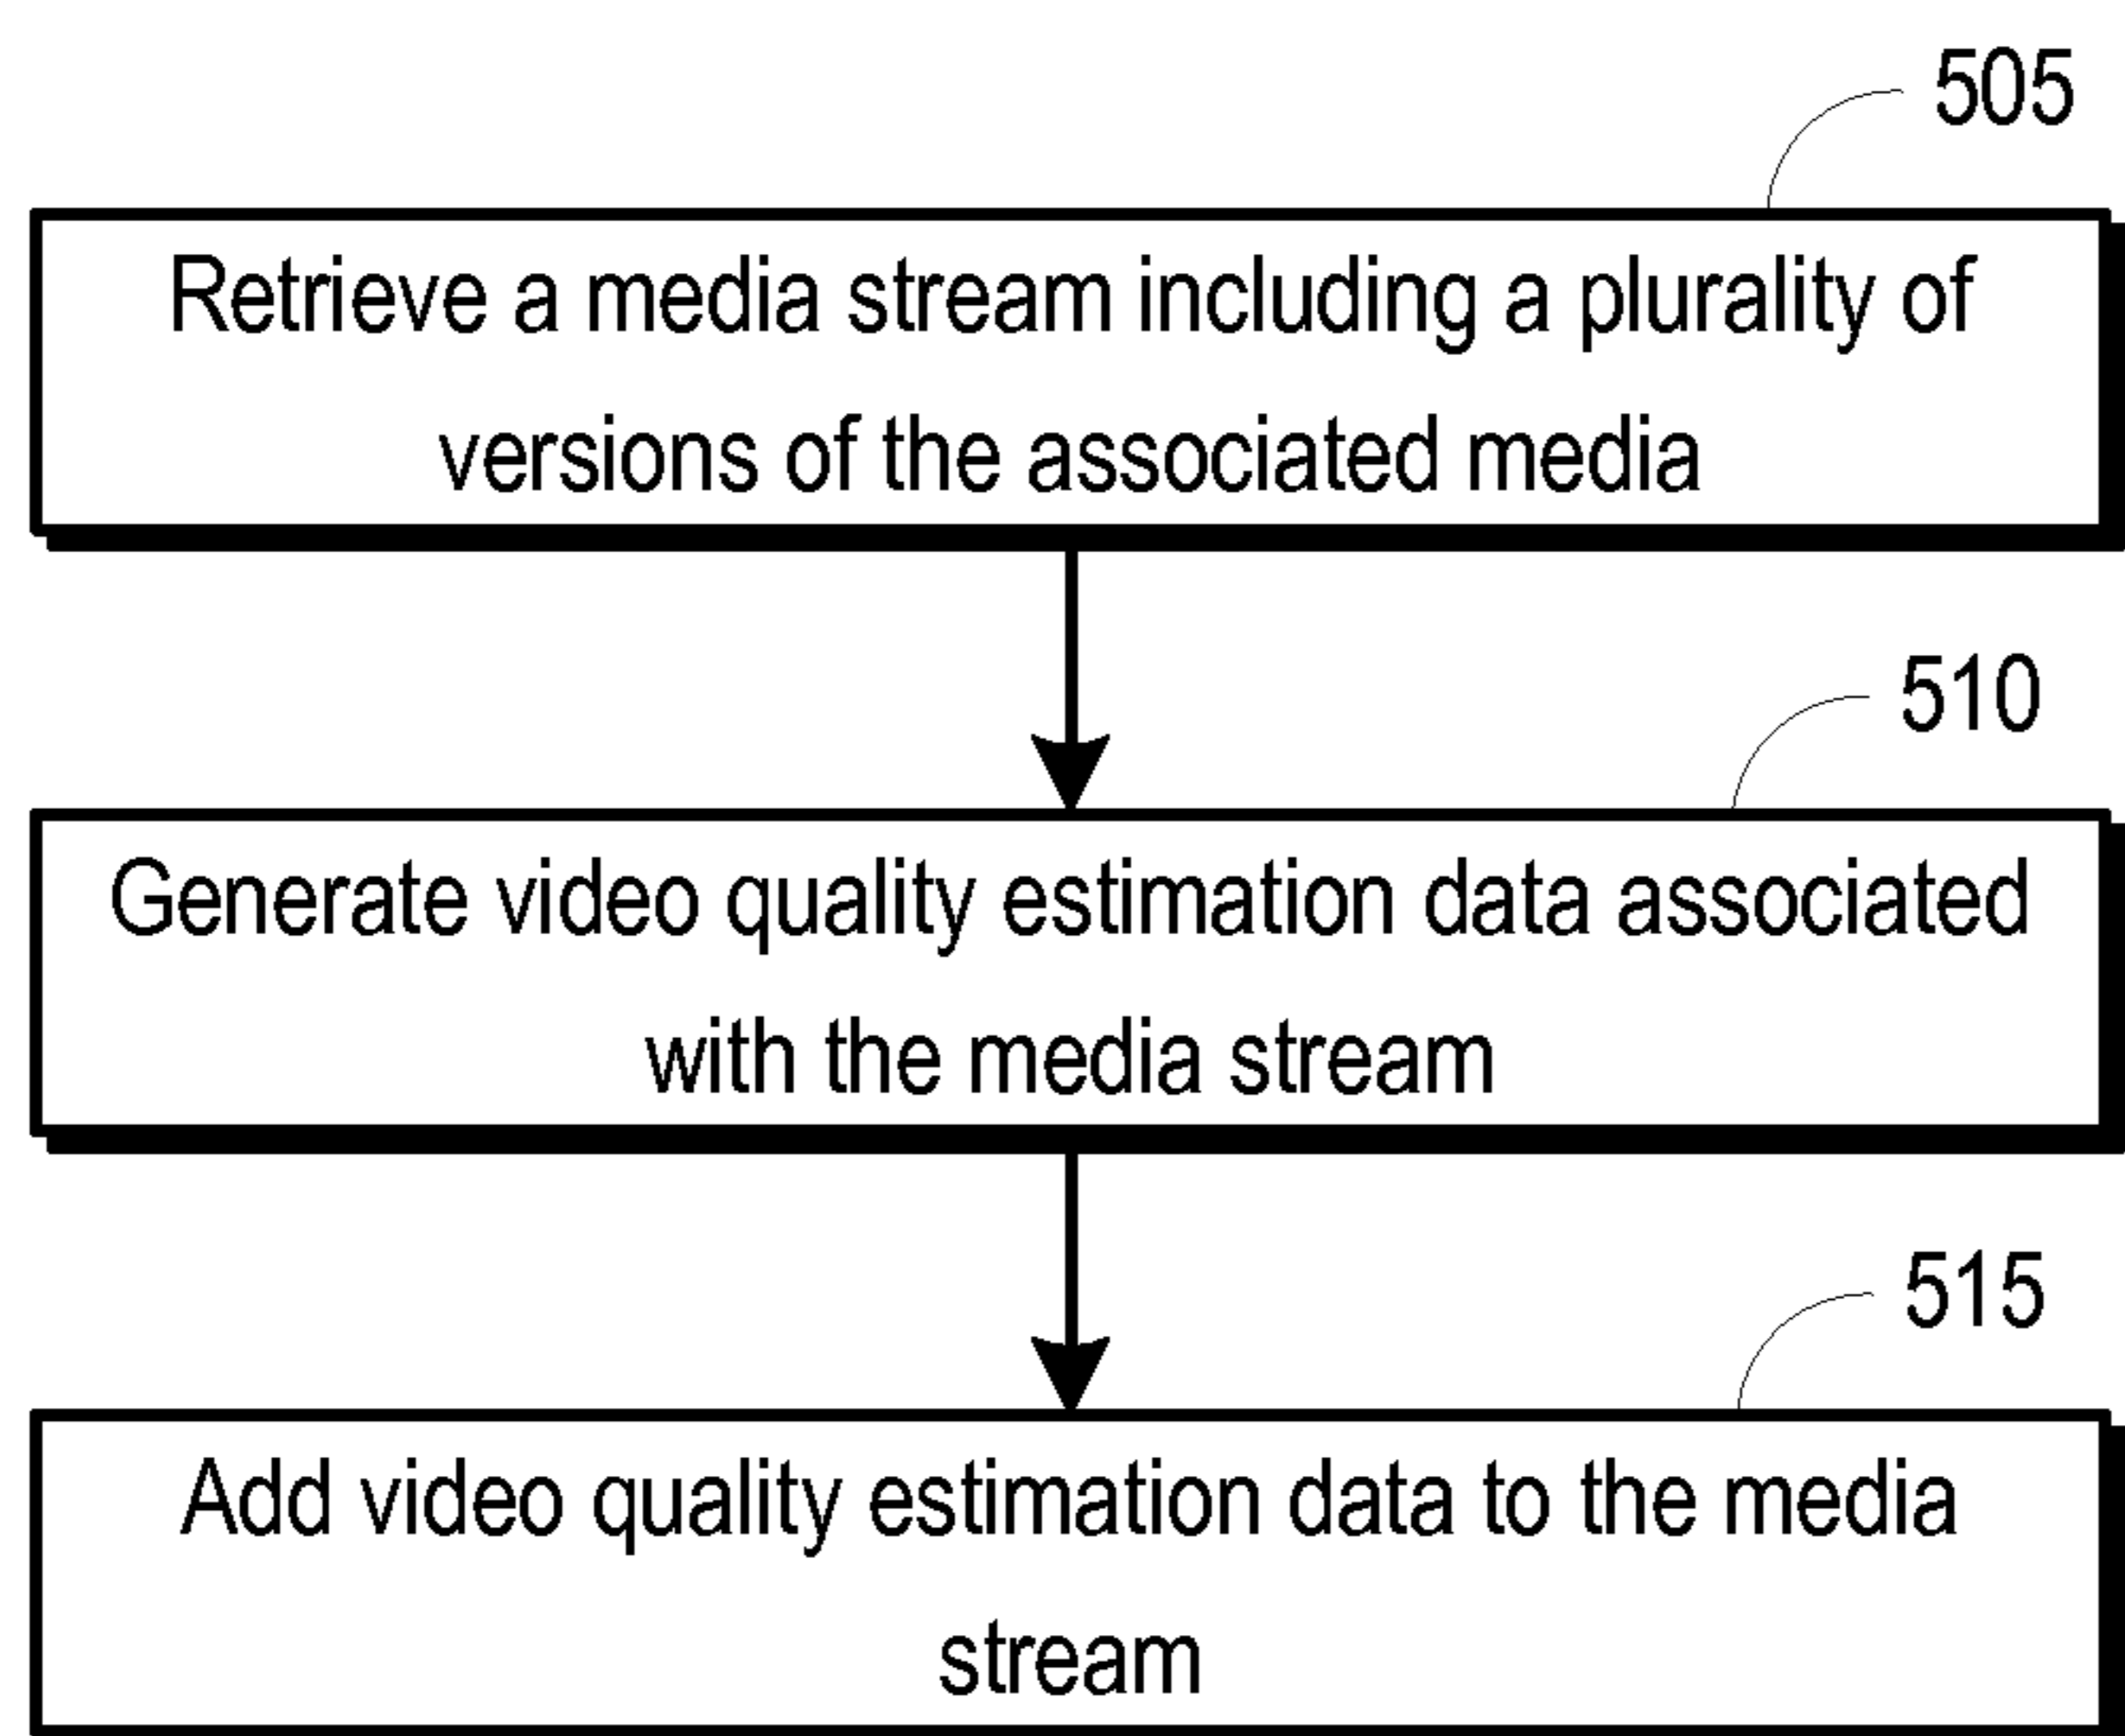 505
Retrieve a media stream including a plurality of
versions of the associated media
510
Generate video quality estimation data associated
with the media stream
515
Add video quality estimation data to the media
stream